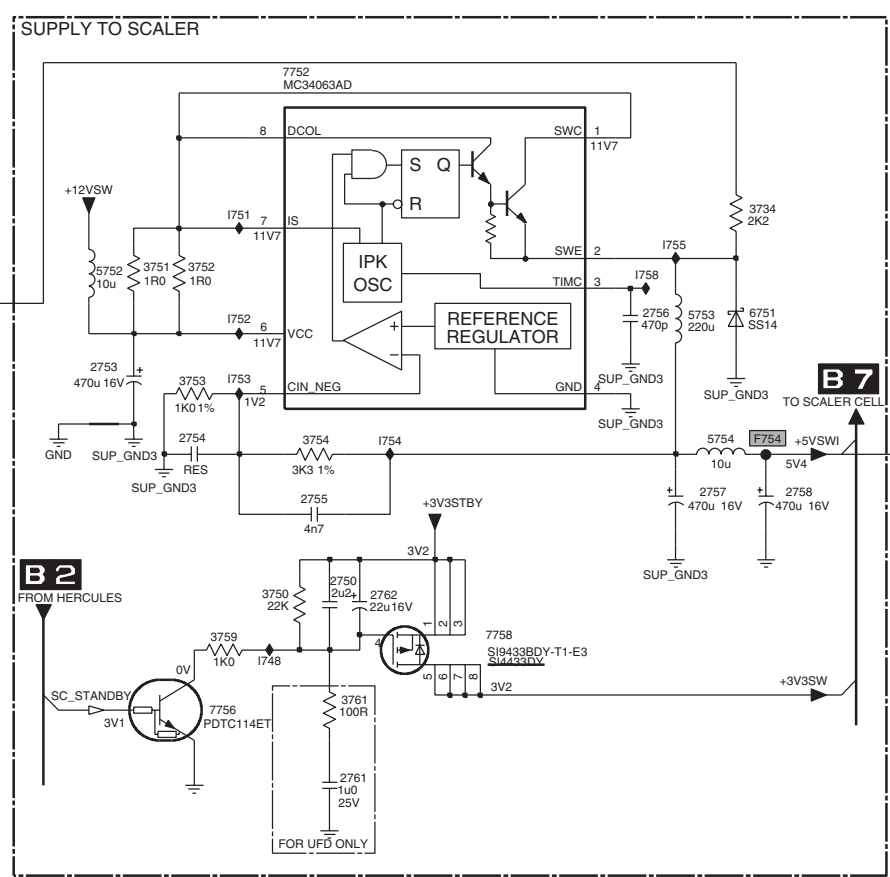 SUPPLY TO SCALER
7752
MC34063AD
8 DCOL
SWC 1
11V7
S Q
R
+12VSW
I751
7 IS
11V7
3734
2K2
5752
10u
3751
1R0
3752
1R0
IPK
OSC
SWE 2
I755
TIMC 3
I758
I752
6 VCC
11V7
REFERENCE
REGULATOR
+
-
2756
470p
5753
220u
6751
SS14
2753
470u 16V
+
3753
1K0 1%
I753
5 CIN_NEG
1V2
GND 4
SUP_GND3
SUP_GND3
SUP_GND3
B 7
TO SCALER CELL
GND
SUP_GND3
2754
RES
SUP_GND3
3754
3K3 1%
I754
5754
10u
F754
+5VSWI
5V4
2755
4n7
+
2757
470u 16V
+
2758
470u 16V
SUP_GND3
+3V3STBY
3V2
B 2
FROM HERCULES
3750
22K
2750
2u2
+
2762
22u 16V
1 2 3
4
7758
SI9433BDY-T1-E3
SI4433DY
5 6 7 8
3V2
+3V3SW
3759
1K0
I748
0V
SC_STANDBY
3V1
7756
PDTC114ET
3761
100R
2761
1u0
25V
FOR UFD ONLY